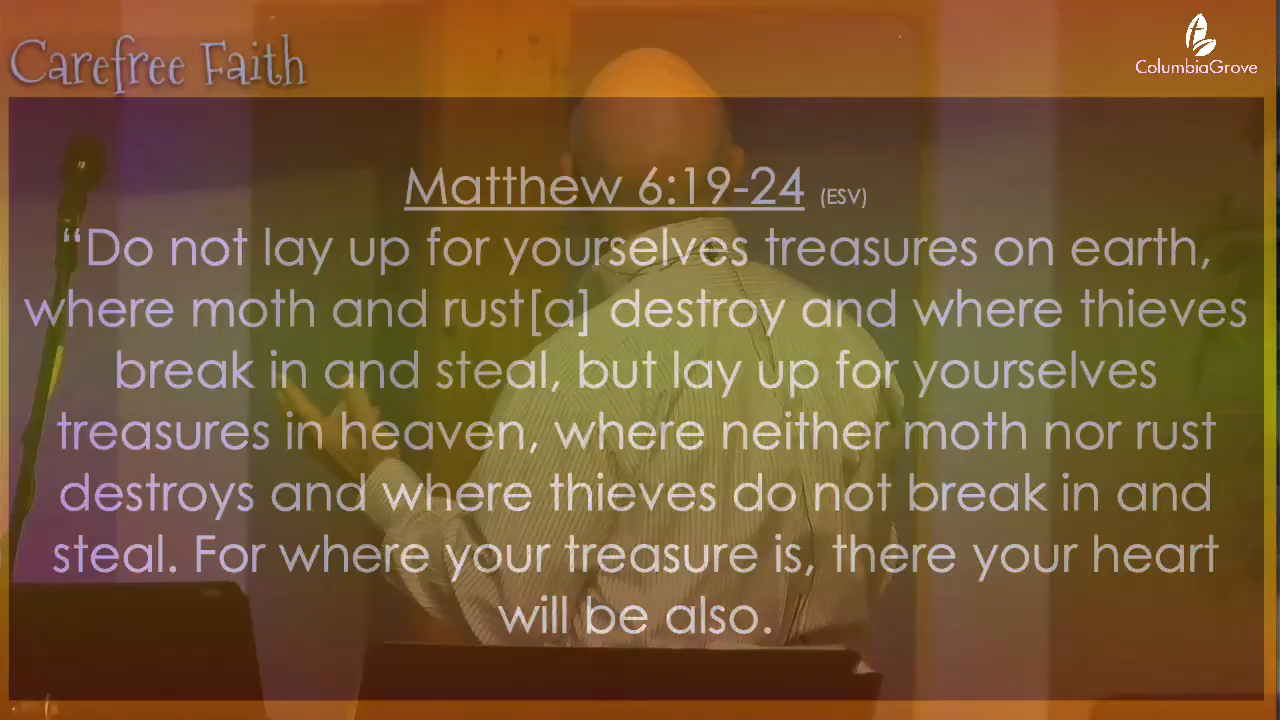 Carefree Faith
ColumbiaGrove
Matthew 6:19-24 (ESV)
“Do not lay up for yourselves treasures on earth,
where moth and rust[a] destroy and where thieves
break in and steal, but lay up for yourselves
treasures in heaven, where neither moth nor rust
destroys and where thieves do not break in and
steal. For where your treasure is, there your heart
will be also.